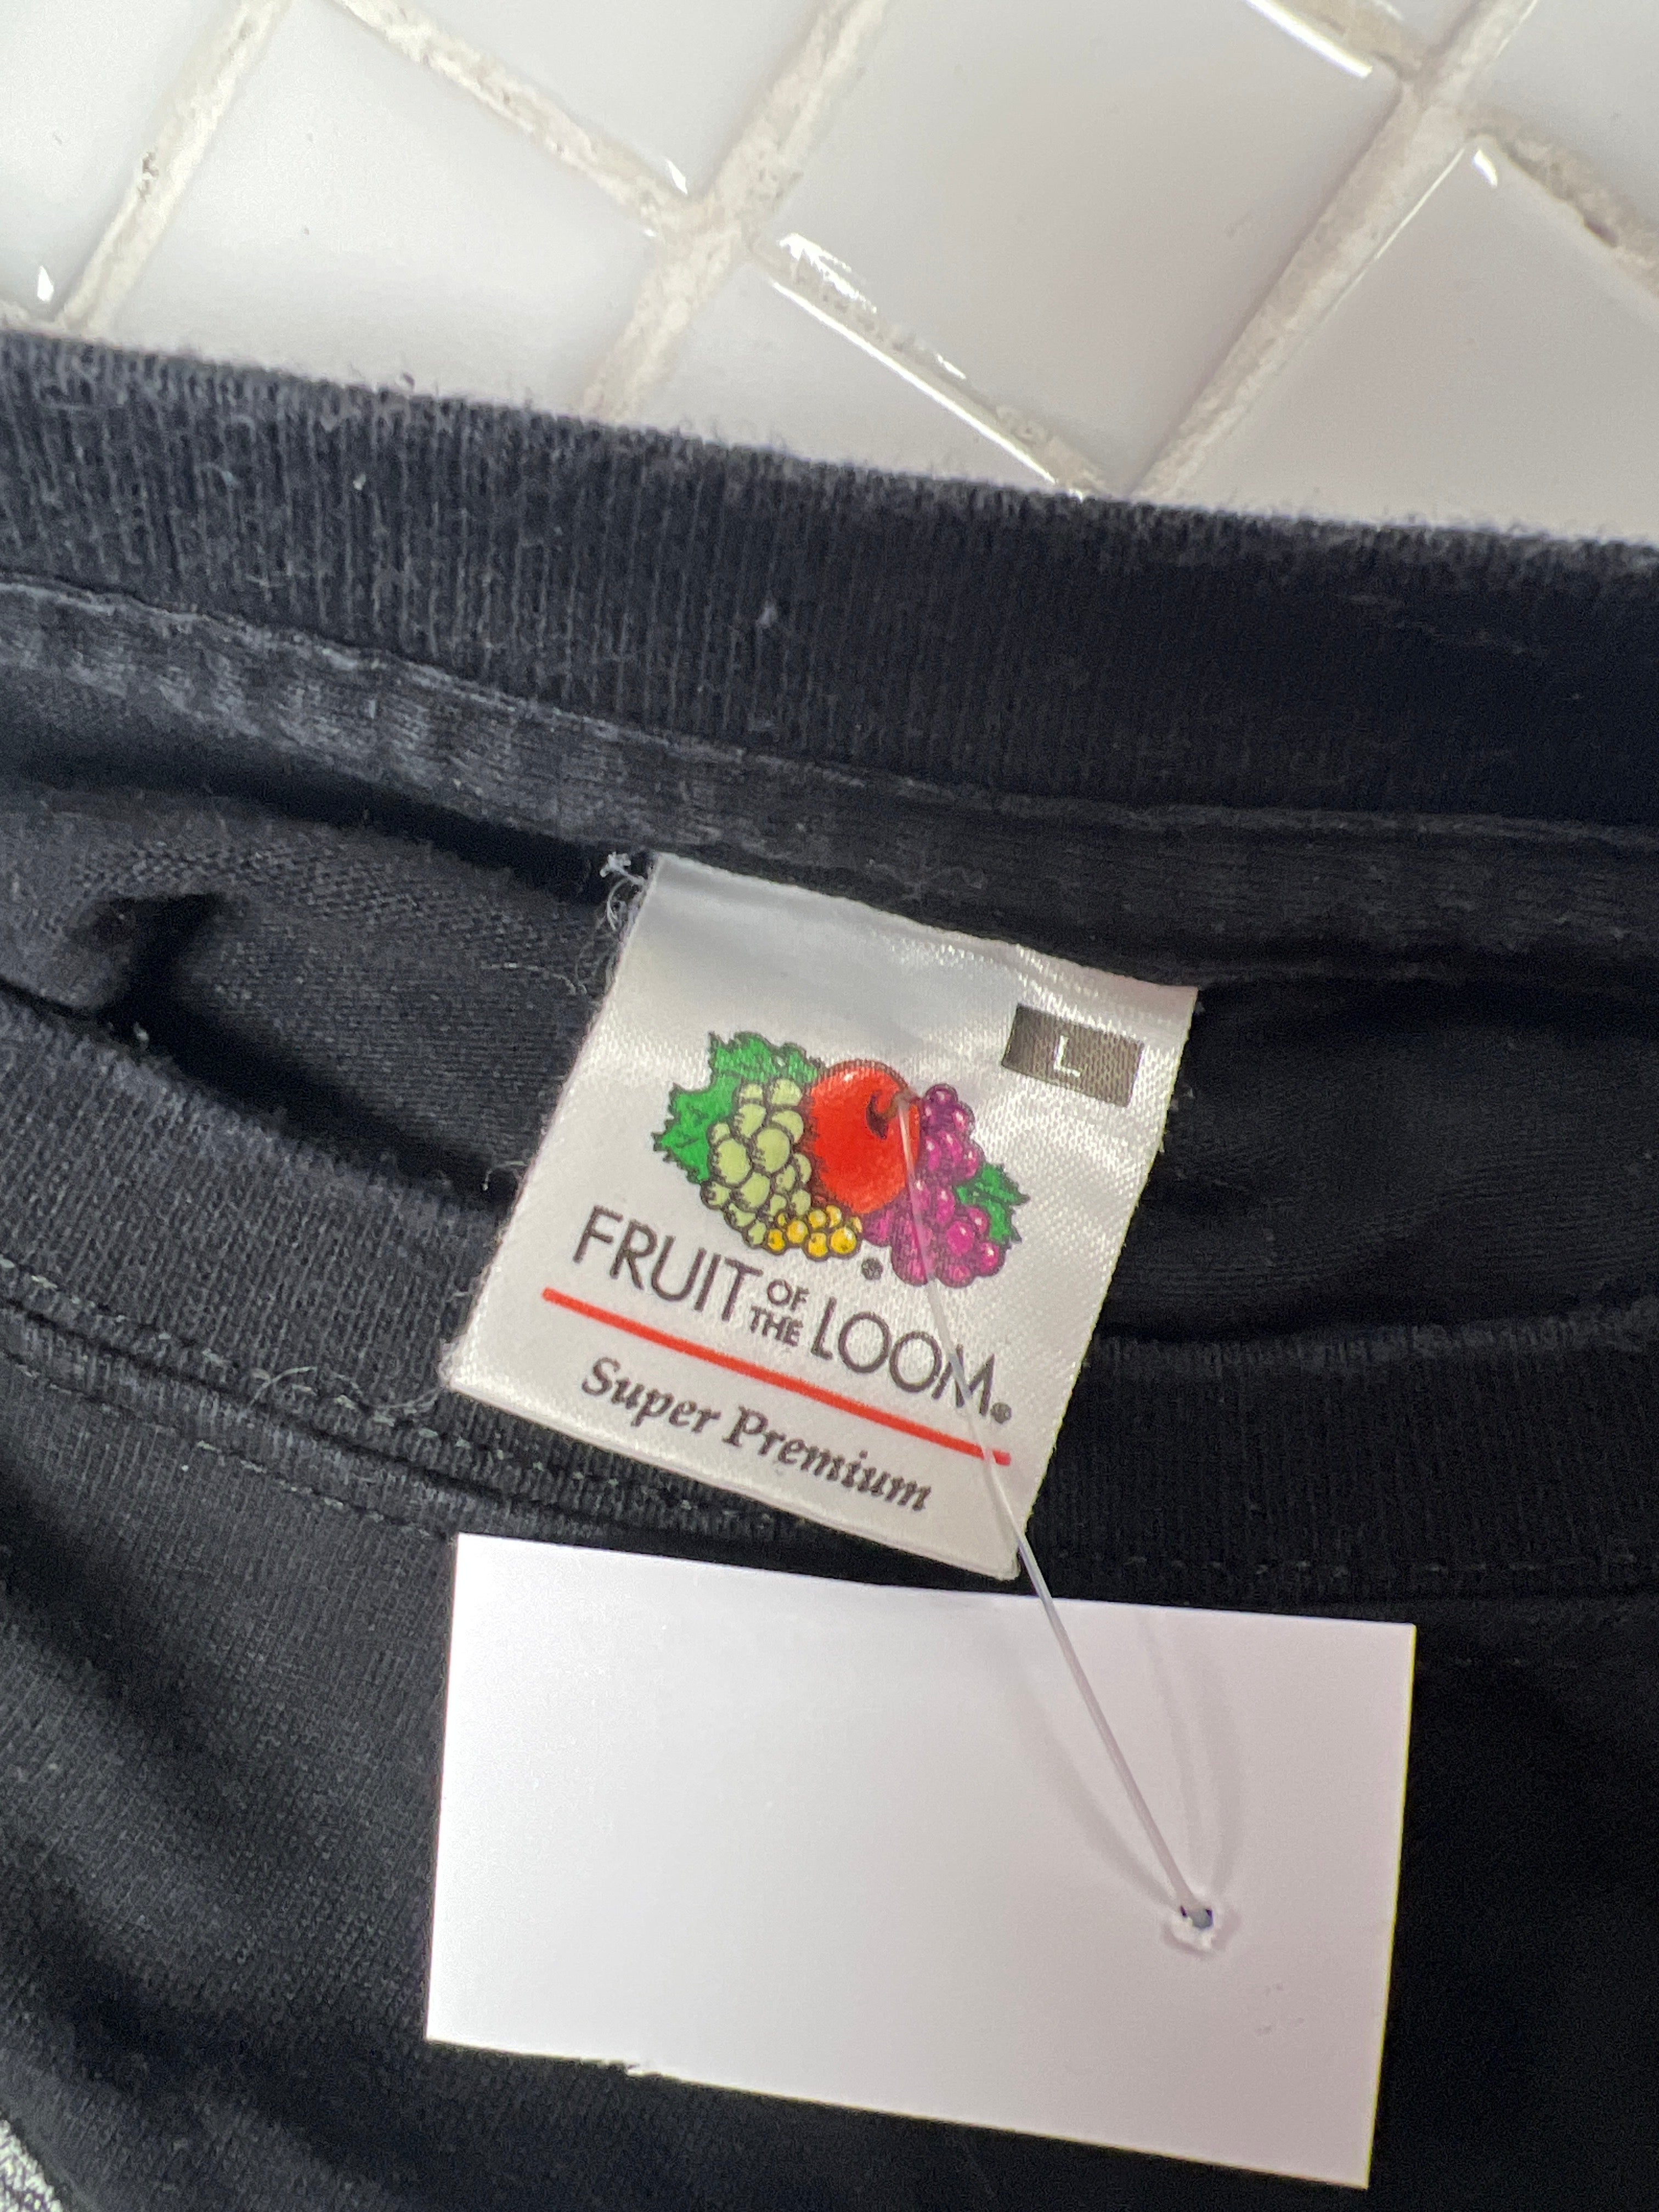 L
FRUIT OF THE LOOM®
Super Premium